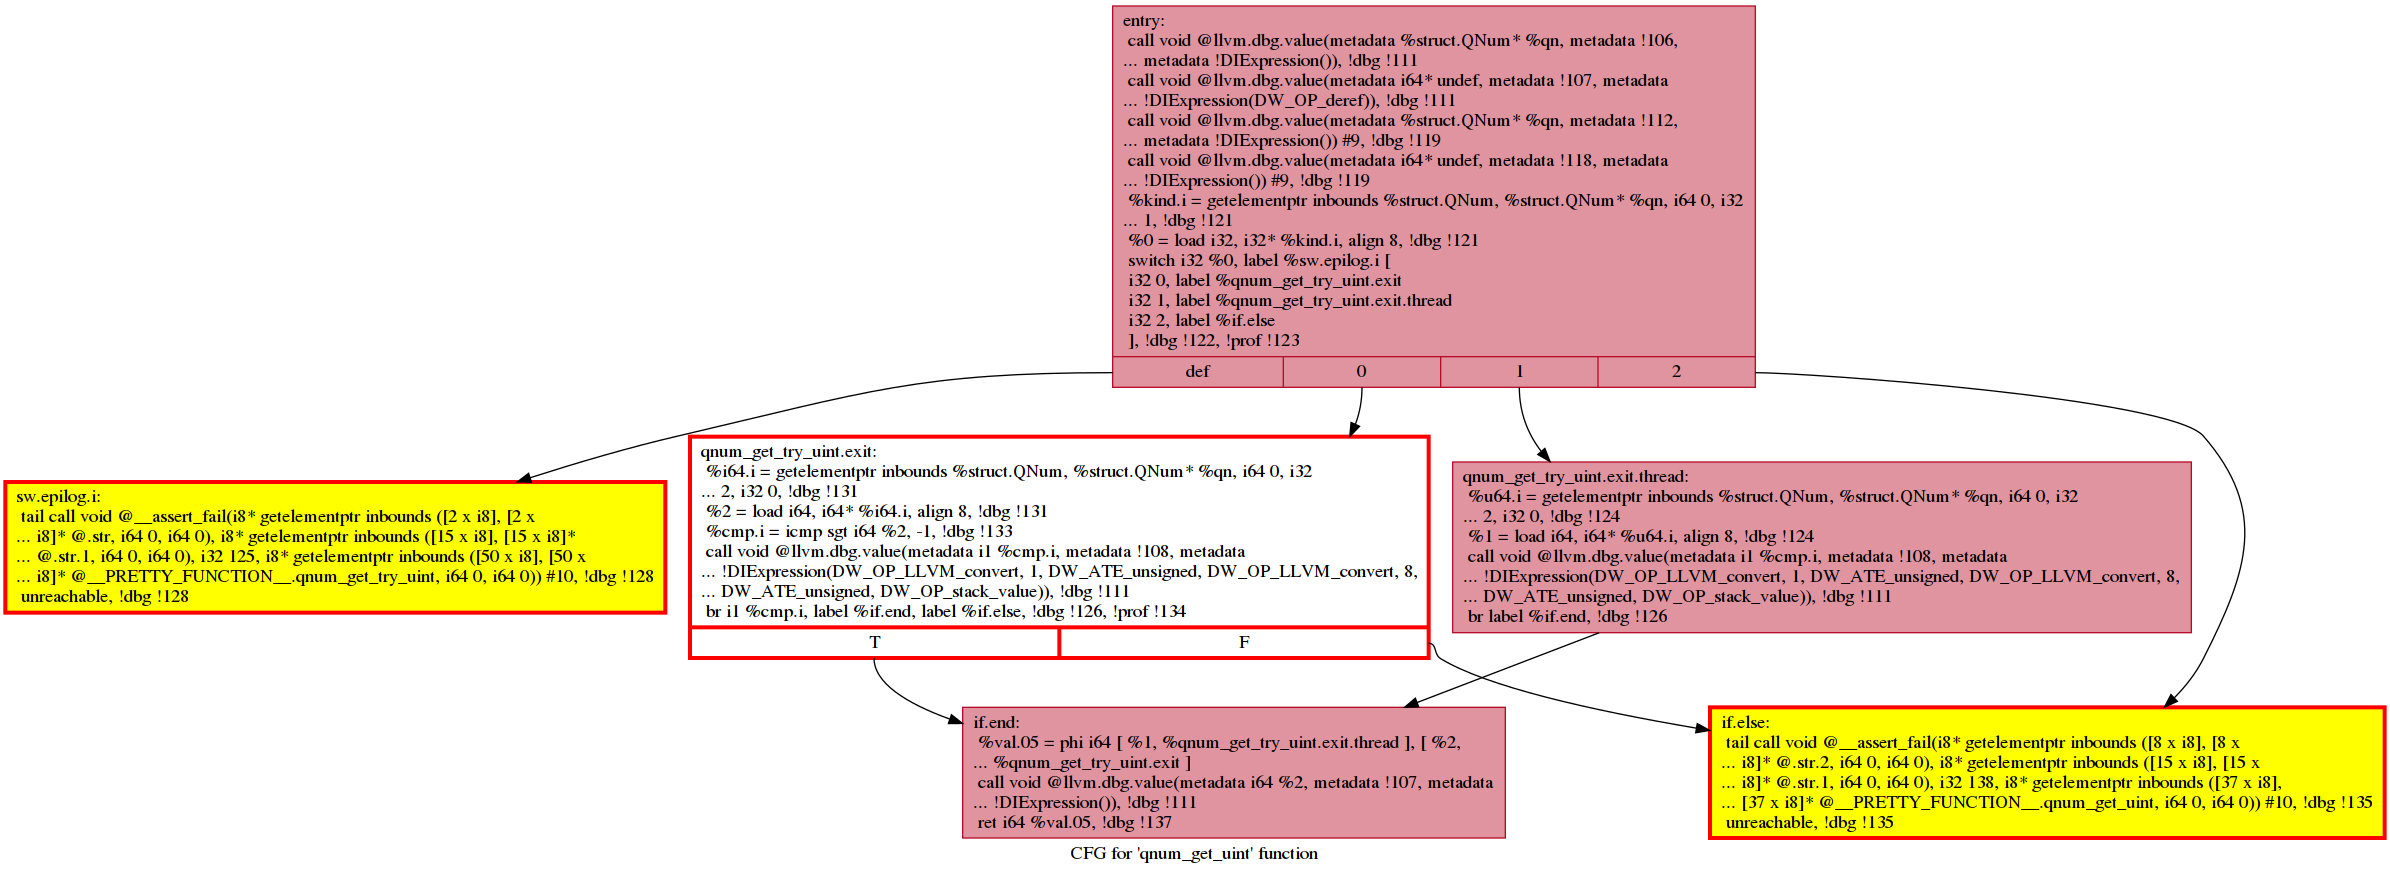 entry:
call void @llvm.dbg.value(metadata %struct.QNum* %qn, metadata !106,
... metadata !DIExpression()), !dbg !111
call void @llvm.dbg.value(metadata i64* undef, metadata !107, metadata
... !DIExpression(DW_OP_deref)), !dbg !111
call void @llvm.dbg.value(metadata %struct.QNum* %qn, metadata !112,
... metadata !DIExpression()) #9, !dbg !119
call void @llvm.dbg.value(metadata i64* undef, metadata !118, metadata
... !DIExpression()) #9, !dbg !119
%kind.i = getelementptr inbounds %struct.QNum, %struct.QNum* %qn, i64 0, i32
... 1, !dbg !121
%0 = load i32, i32* %kind.i, align 8, !dbg !121
switch i32 %0, label %sw.epilog.i [
i32 0, label %qnum_get_try_uint.exit
i32 1, label %qnum_get_try_uint.exit.thread
i32 2, label %if.else
], !dbg !122, !prof !123
def 0 1 2
sw.epilog.i:
tail call void @__assert_fail(i8* getelementptr inbounds ([2 x i8], [2 x
... i8]* @.str, i64 0, i64 0), i8* getelementptr inbounds ([15 x i8], [15 x i8]*
... @.str.1, i64 0, i64 0), i32 125, i8* getelementptr inbounds ([50 x i8], [50 x
... i8]* @__PRETTY_FUNCTION__.qnum_get_try_uint, i64 0, i64 0)) #10, !dbg !128
unreachable, !dbg !128
qnum_get_try_uint.exit:
%i64.i = getelementptr inbounds %struct.QNum, %struct.QNum* %qn, i64 0, i32
... 2, i32 0, !dbg !131
%2 = load i64, i64* %i64.i, align 8, !dbg !131
%cmp.i = icmp sgt i64 %2, -1, !dbg !133
call void @llvm.dbg.value(metadata i1 %cmp.i, metadata !108, metadata
... !DIExpression(DW_OP_LLVM_convert, 1, DW_ATE_unsigned, DW_OP_LLVM_convert, 8,
... DW_ATE_unsigned, DW_OP_stack_value)), !dbg !111
br i1 %cmp.i, label %if.end, label %if.else, !dbg !126, !prof !134
T F
qnum_get_try_uint.exit.thread:
%u64.i = getelementptr inbounds %struct.QNum, %struct.QNum* %qn, i64 0, i32
... 2, i32 0, !dbg !124
%1 = load i64, i64* %u64.i, align 8, !dbg !124
call void @llvm.dbg.value(metadata i1 %cmp.i, metadata !108, metadata
... !DIExpression(DW_OP_LLVM_convert, 1, DW_ATE_unsigned, DW_OP_LLVM_convert, 8,
... DW_ATE_unsigned, DW_OP_stack_value)), !dbg !111
br label %if.end, !dbg !126
if.end:
%val.05 = phi i64 [ %1, %qnum_get_try_uint.exit.thread ], [ %2,
... %qnum_get_try_uint.exit ]
call void @llvm.dbg.value(metadata i64 %2, metadata !107, metadata
... !DIExpression()), !dbg !111
ret i64 %val.05, !dbg !137
if.else:
tail call void @__assert_fail(i8* getelementptr inbounds ([8 x i8], [8 x
... i8]* @.str.2, i64 0, i64 0), i8* getelementptr inbounds ([15 x i8], [15 x
... i8]* @.str.1, i64 0, i64 0), i32 138, i8* getelementptr inbounds ([37 x i8],
... [37 x i8]* @__PRETTY_FUNCTION__.qnum_get_uint, i64 0, i64 0)) #10, !dbg !135
unreachable, !dbg !135
CFG for 'qnum_get_uint' function